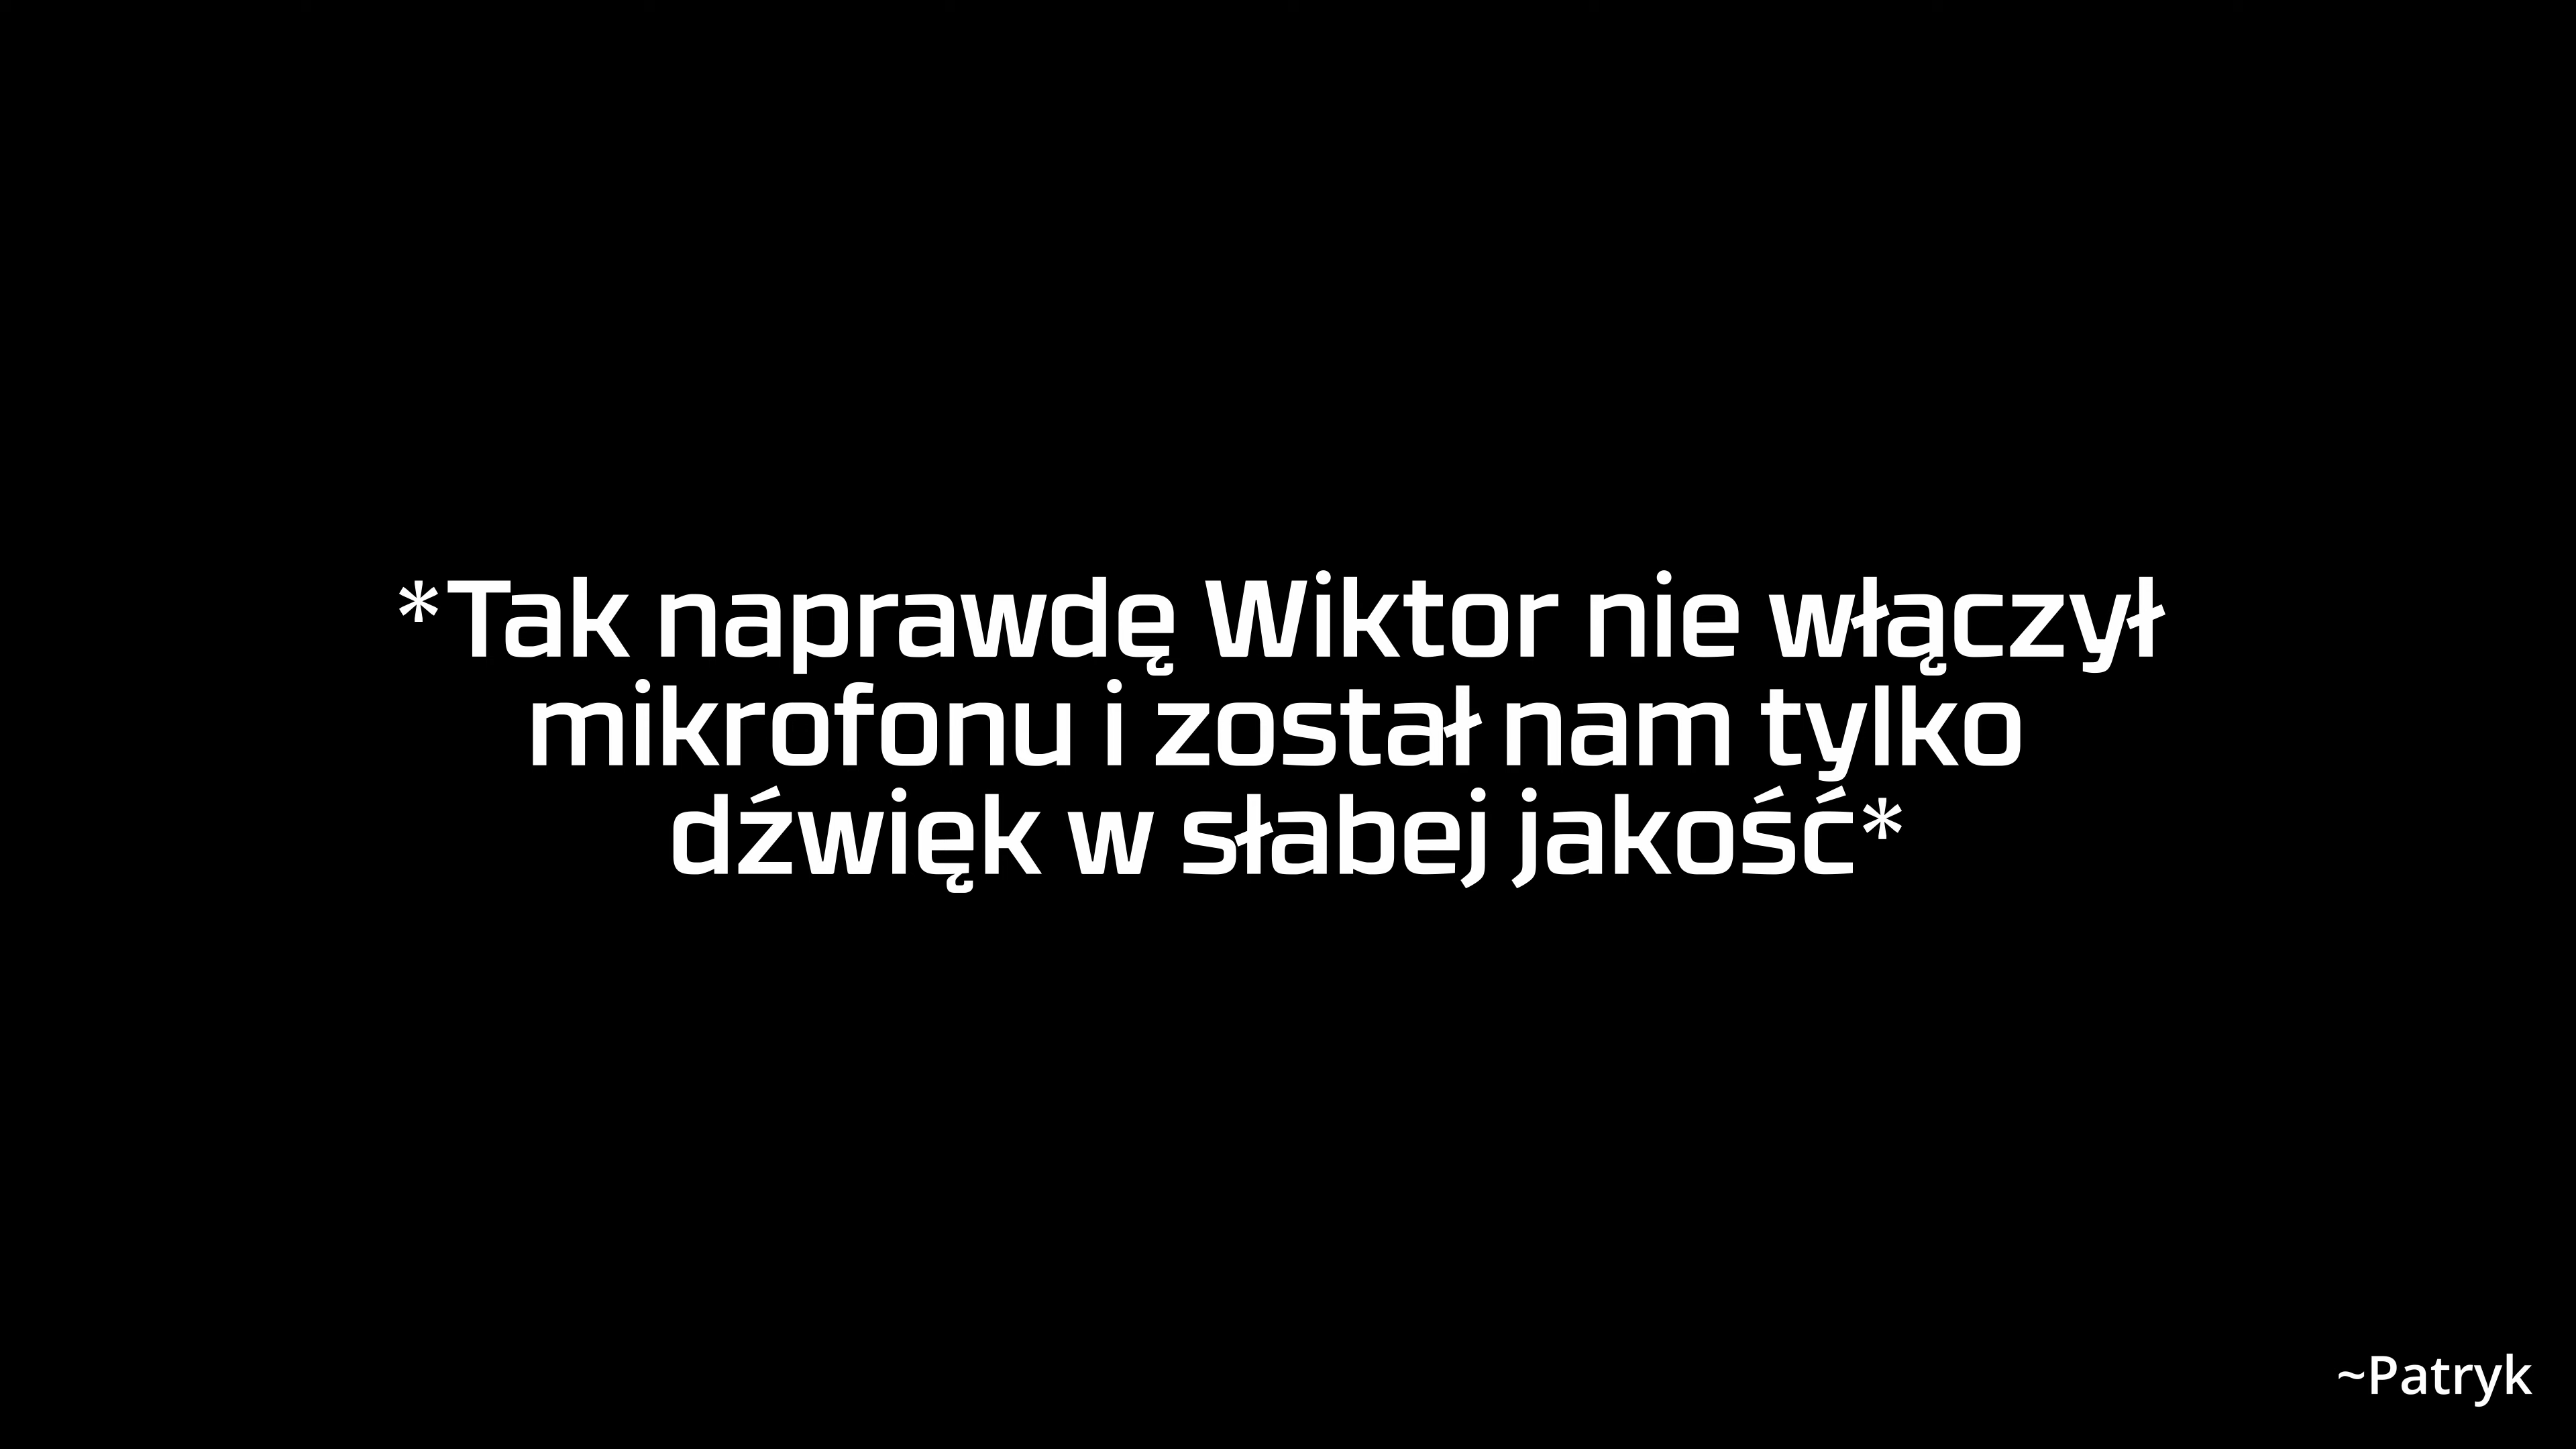 *Tak naprawdę Wiktor nie włączył
mikrofonu i został nam tylko
dźwięk w słabej jakość*
~Patryk